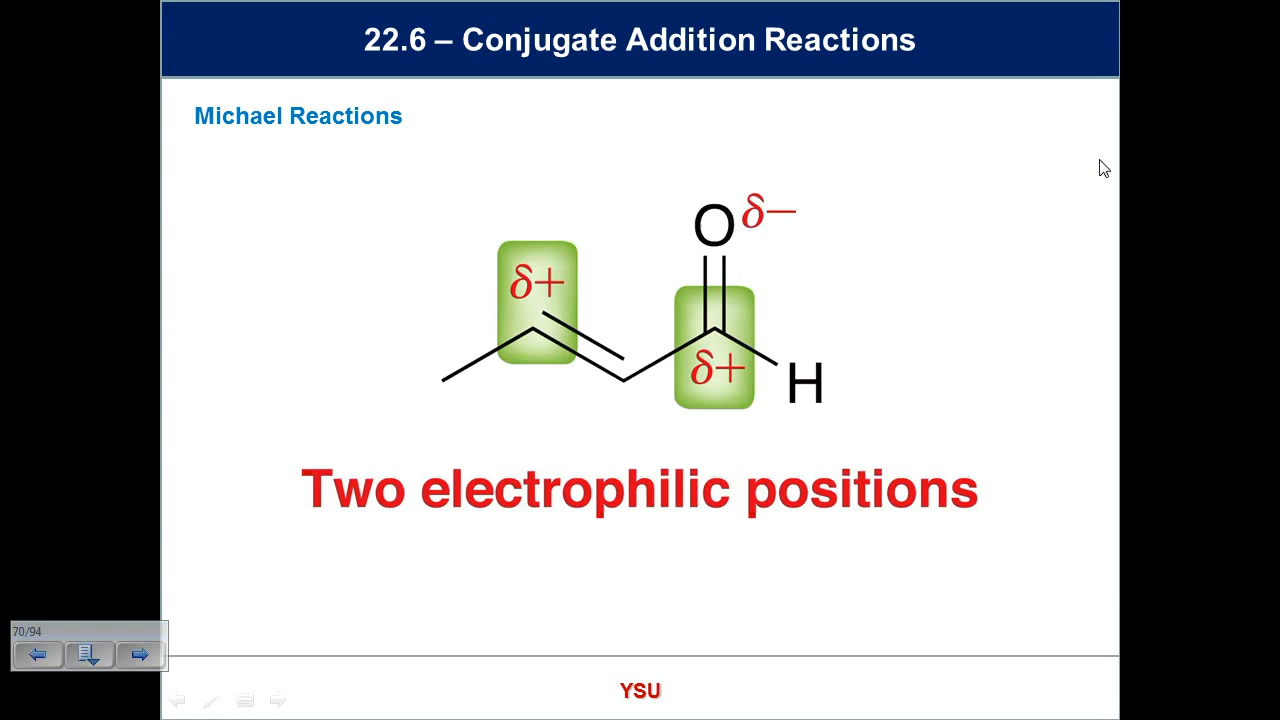 22.6 – Conjugate Addition Reactions
Michael Reactions
O δ−
δ+
δ+
H
Two electrophilic positions
70/94
YSU